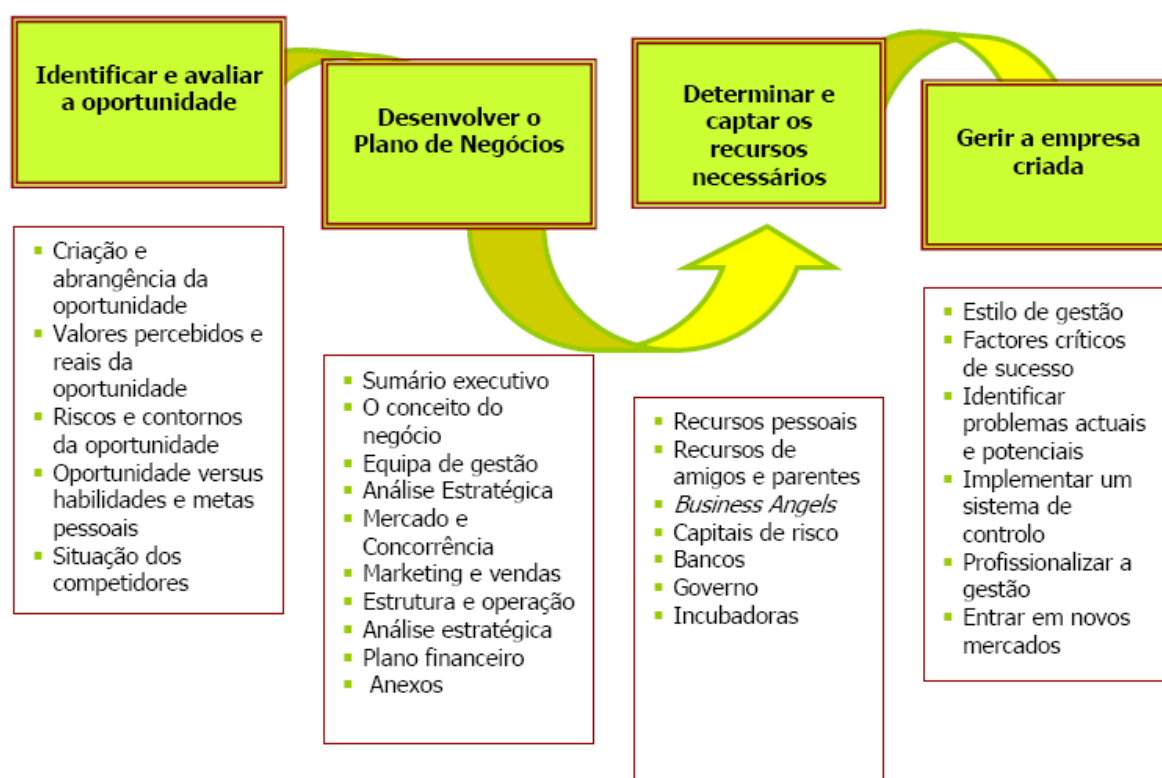 Identificar e avaliar
a oportunidade
Criação e
abrangência da
oportunidade
Valores percebidos e
reais da
oportunidade
Riscos e contornos
da oportunidade
Oportunidade versus
habilidades e metas
pessoais
Situação dos
competidores
Desenvolver o
Plano de Negócios
Sumário executivo
O conceito do
negócio
Equipa de gestão
Análise Estratégica
Mercado e
Concorrência
Marketing e vendas
Estrutura e operação
Análise estratégica
Plano financeiro
Anexos
Determinar e
captar os
recursos
necessários
Recursos pessoais
Recursos de
amigos e parentes
Business Angels
Capitais de risco
Bancos
Governo
Incubadoras
Gerir a empresa
criada
Estilo de gestão
Factores críticos
de sucesso
Identificar
problemas actuais
e potenciais
Implementar um
sistema de
controlo
Profissionalizar a
gestão
Entrar em novos
mercados